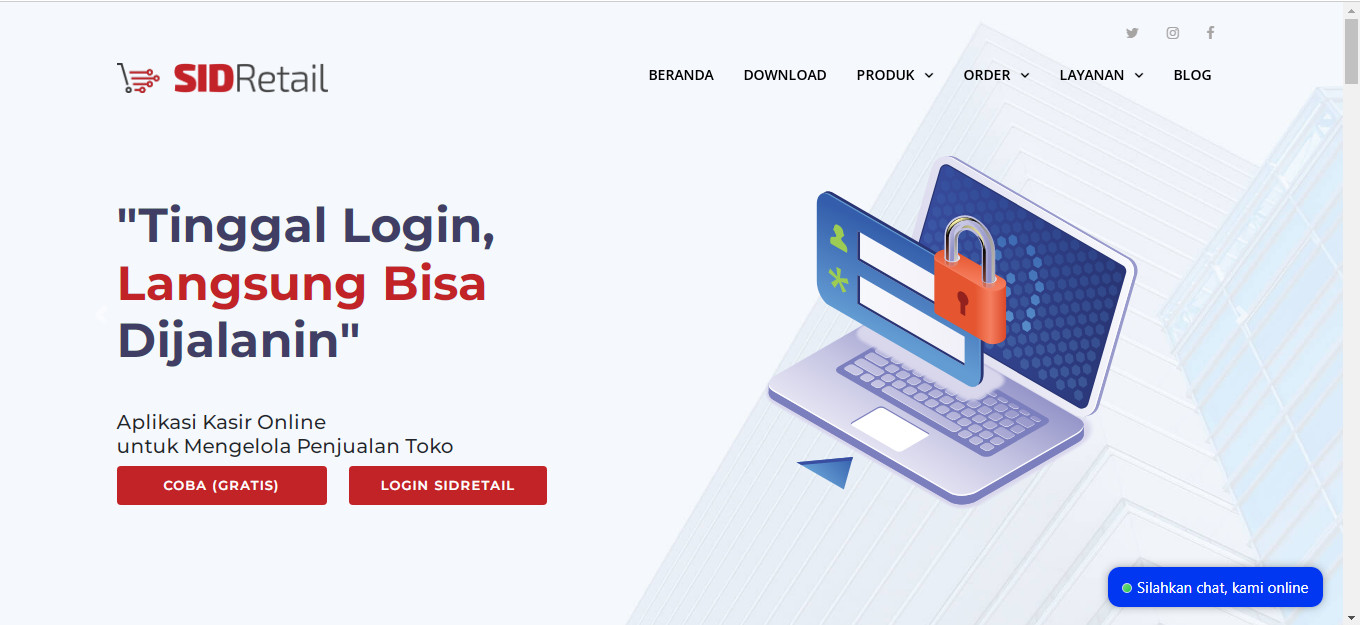 SIDRetail
BERANDA
DOWNLOAD
PRODUK
ORDER
LAYANAN
BLOG
"Tinggal Login,
Langsung Bisa
Dijalanin"
Aplikasi Kasir Online
untuk Mengelola Penjualan Toko
COBA (GRATIS)
LOGIN SIDRETAIL
Silahkan chat, kami online